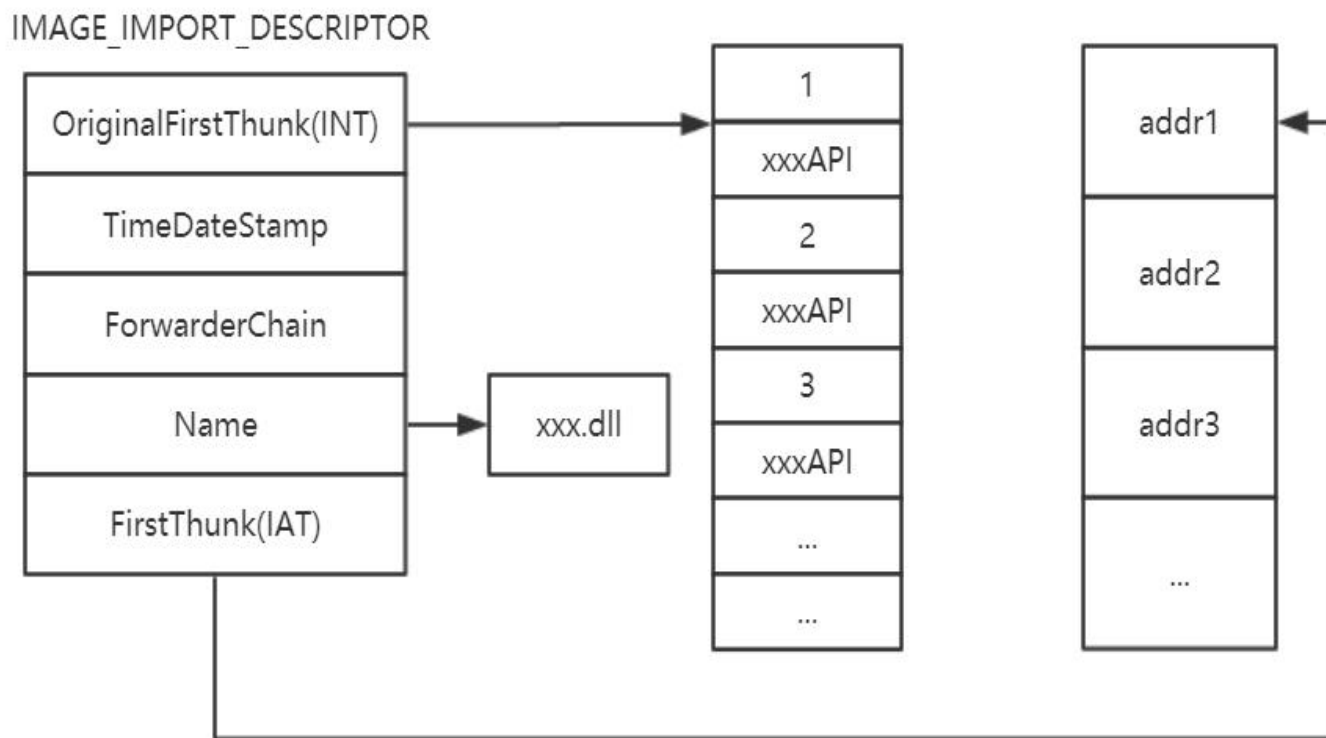 IMAGE_IMPORT_DESCRIPTOR
OriginalFirstThunk(INT)
TimeDateStamp
ForwarderChain
Name
FirstThunk(IAT)
xxx.dll
1
xxxAPI
2
xxxAPI
3
xxxAPI
...
...
addr1
addr2
addr3
...